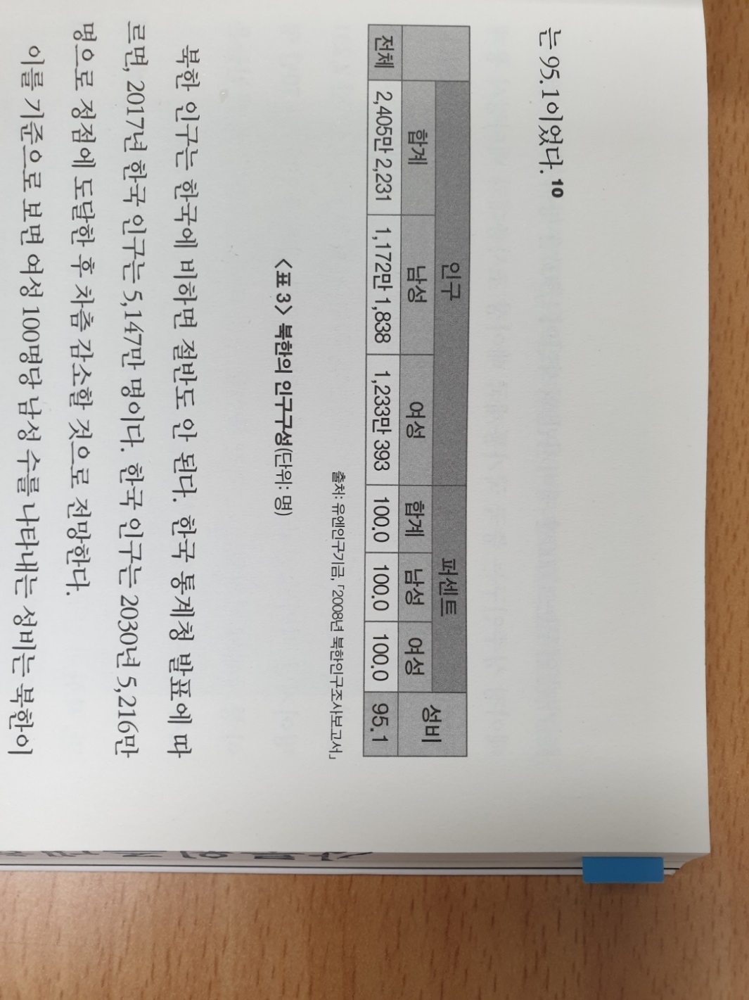 는 95.1이었다.10
인구 퍼센트 성비
합계 남성 여성 합계 남성 여성
전체 2,405만 2,231 1,172만 1,838 1,233만 393 100.0 100.0 100.0 95.1
출처: 유엔인구기금, 「2008년 북한인구조사보고서」
<표 3> 북한의 인구구성(단위: 명)
북한 인구는 한국에 비하면 절반도 안 된다. 한국 통계청 발표에 따
르면, 2017년 한국 인구는 5,147만 명이다. 한국 인구는 2030년 5,216만
명으로 정점에 도달한 후 차츰 감소할 것으로 전망한다.
이를 기준으로 보면 여성 100명당 남성 수를 나타내는 성비는 북한이